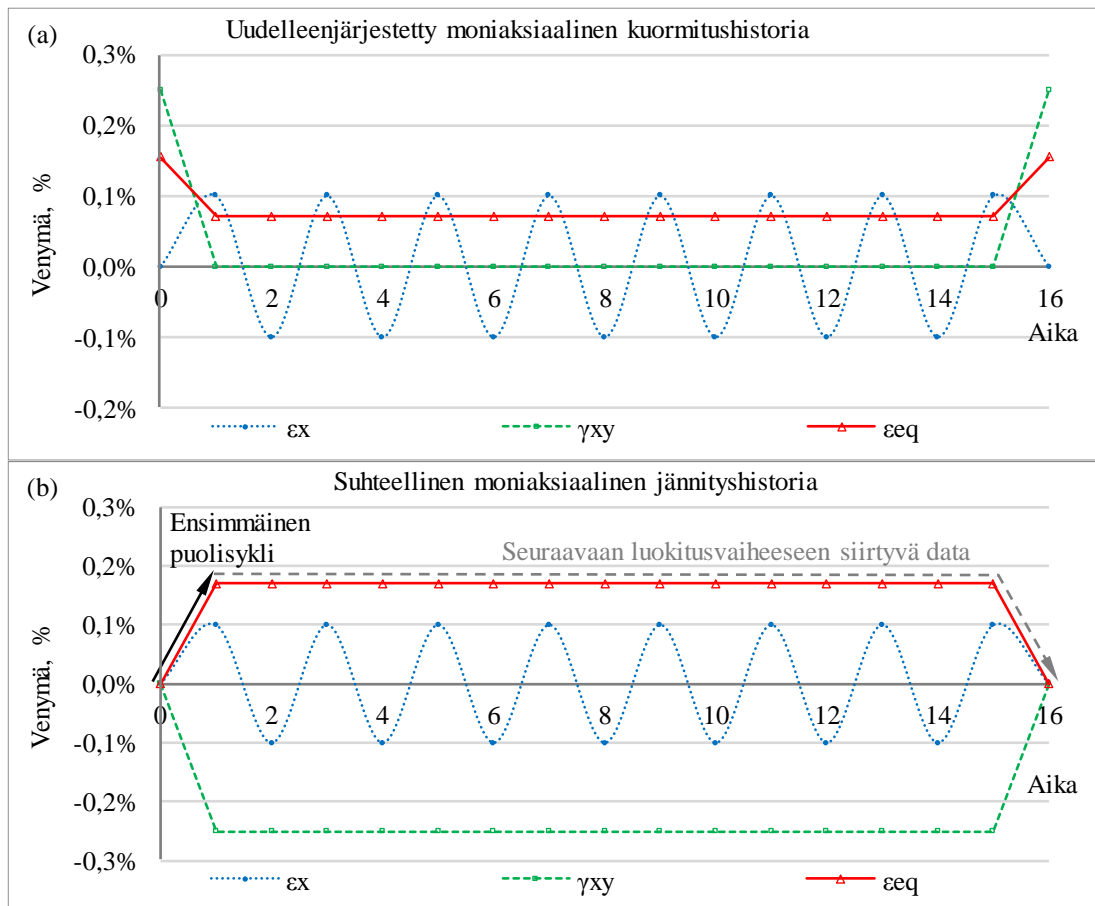 (a)
Uudelleenjärjestetty moniaksiaalinen kuormitushistoria
0,3%
0,2%
0,1%
0,0%
-0,1%
-0,2%
Venymä, %
0 2 4 6 8 10 12 14 16
Aika
εx γxy εeq
(b)
Suhteellinen moniaksiaalinen jännityshistoria
0,3%
0,2%
0,1%
0,0%
-0,1%
-0,2%
-0,3%
Venymä, %
Ensimmäinen
puolisykli
Seuraavaan luokitusvaiheeseen siirtyvä data
0 2 4 6 8 10 12 14 16
Aika
εx γxy εeq